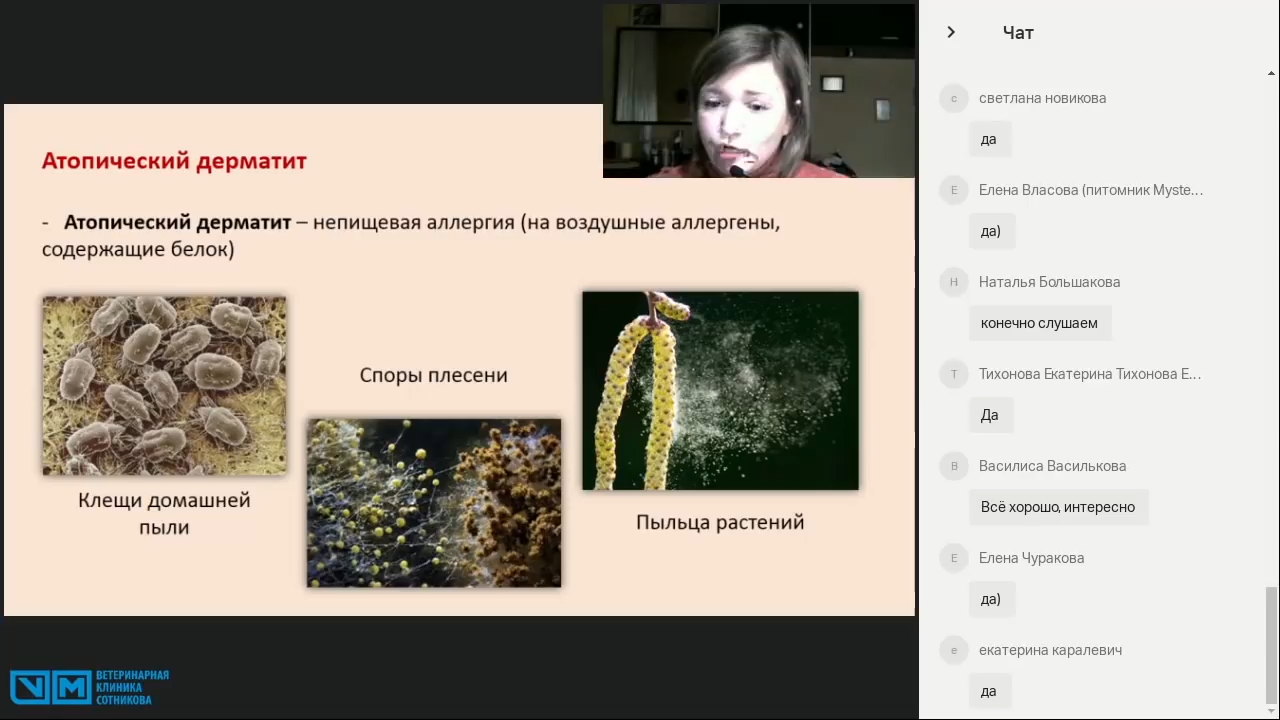 Атопический дерматит
- Атопический дерматит – непищевая аллергия (на воздушные аллергены,
содержащие белок)
Споры плесени
Клещи домашней
пыли
Пыльца растений
ВЕТЕРИНАРНАЯ
КЛИНИКА
СОТНИКОВА
Чат
с
светлана новикова
да
Е
Елена Власова (питомник Myste...
да)
Н
Наталья Большакова
конечно слушаем
Т
Тихонова Екатерина Тихонова Е...
Да
В
Василиса Василькова
Всё хорошо, интересно
Е
Елена Чуракова
да)
е
екатерина каралевич
да